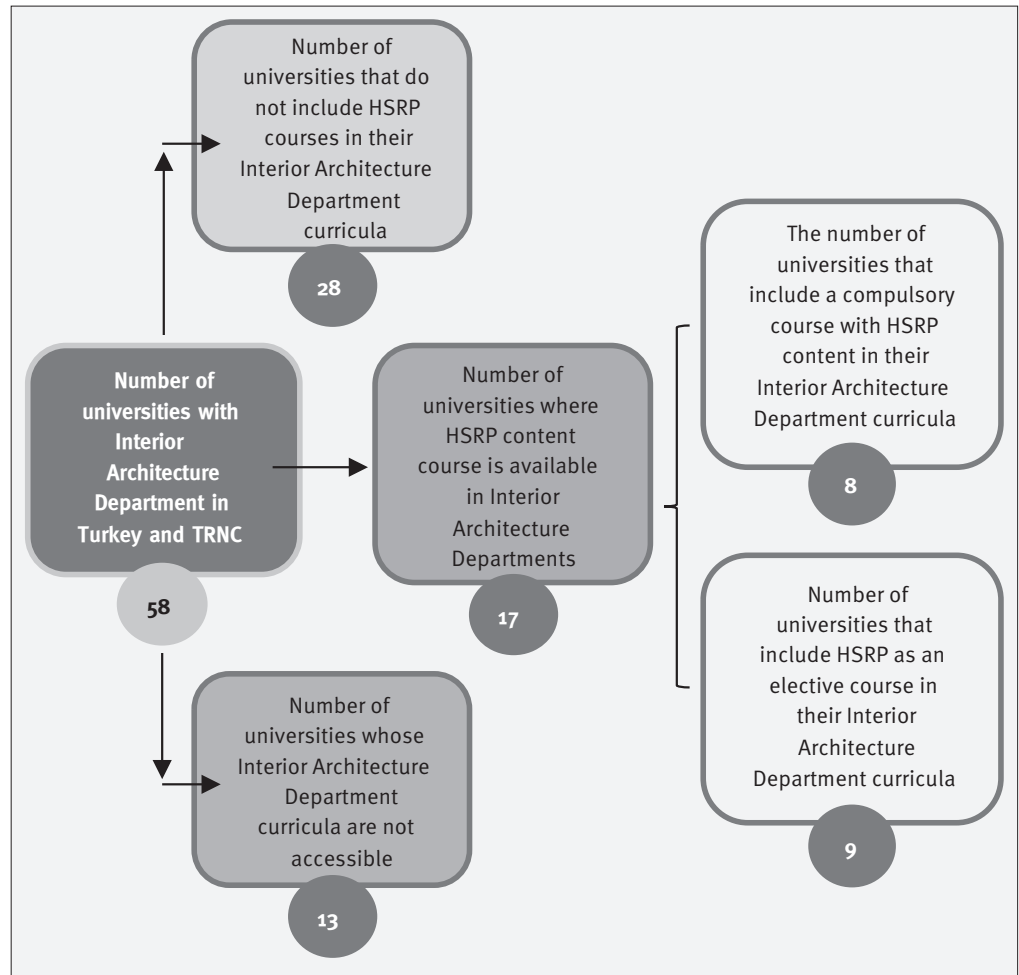 Number of
universities that do
not include HSRP
courses in their
Interior Architecture
Department
curricula
28
Number of
universities with
Interior
Architecture
Department in
Turkey and TRNC
58
Number of
universities where
HSRP content
course is available
in Interior
Architecture
Departments
17
The number of
universities that
include a compulsory
course with HSRP
content in their
Interior Architecture
Department curricula
8
Number of
universities that
include HSRP as an
elective course in
their Interior
Architecture
Department curricula
9
Number of
universities whose
Interior Architecture
Department
curricula are not
accessible
13